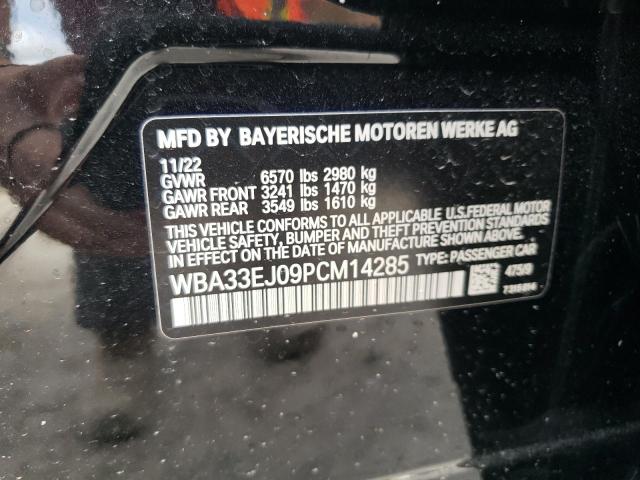 MFD BY BAYERISCHE MOTOREN WERKE AG
11/22
GVWR 6570 lbs 2980 kg
GAWR FRONT 3241 lbs 1470 kg
GAWR REAR 3549 lbs 1610 kg
THIS VEHICLE CONFORMS TO ALL APPLICABLE U.S.FEDERAL MOTOR
VEHICLE SAFETY, BUMPER AND THEFT PREVENTION STANDARDS
IN EFFECT ON THE DATE OF MANUFACTURE SHOWN ABOVE.
WBA33EJ09PCM14285 TYPE: PASSENGER CAR
475/9